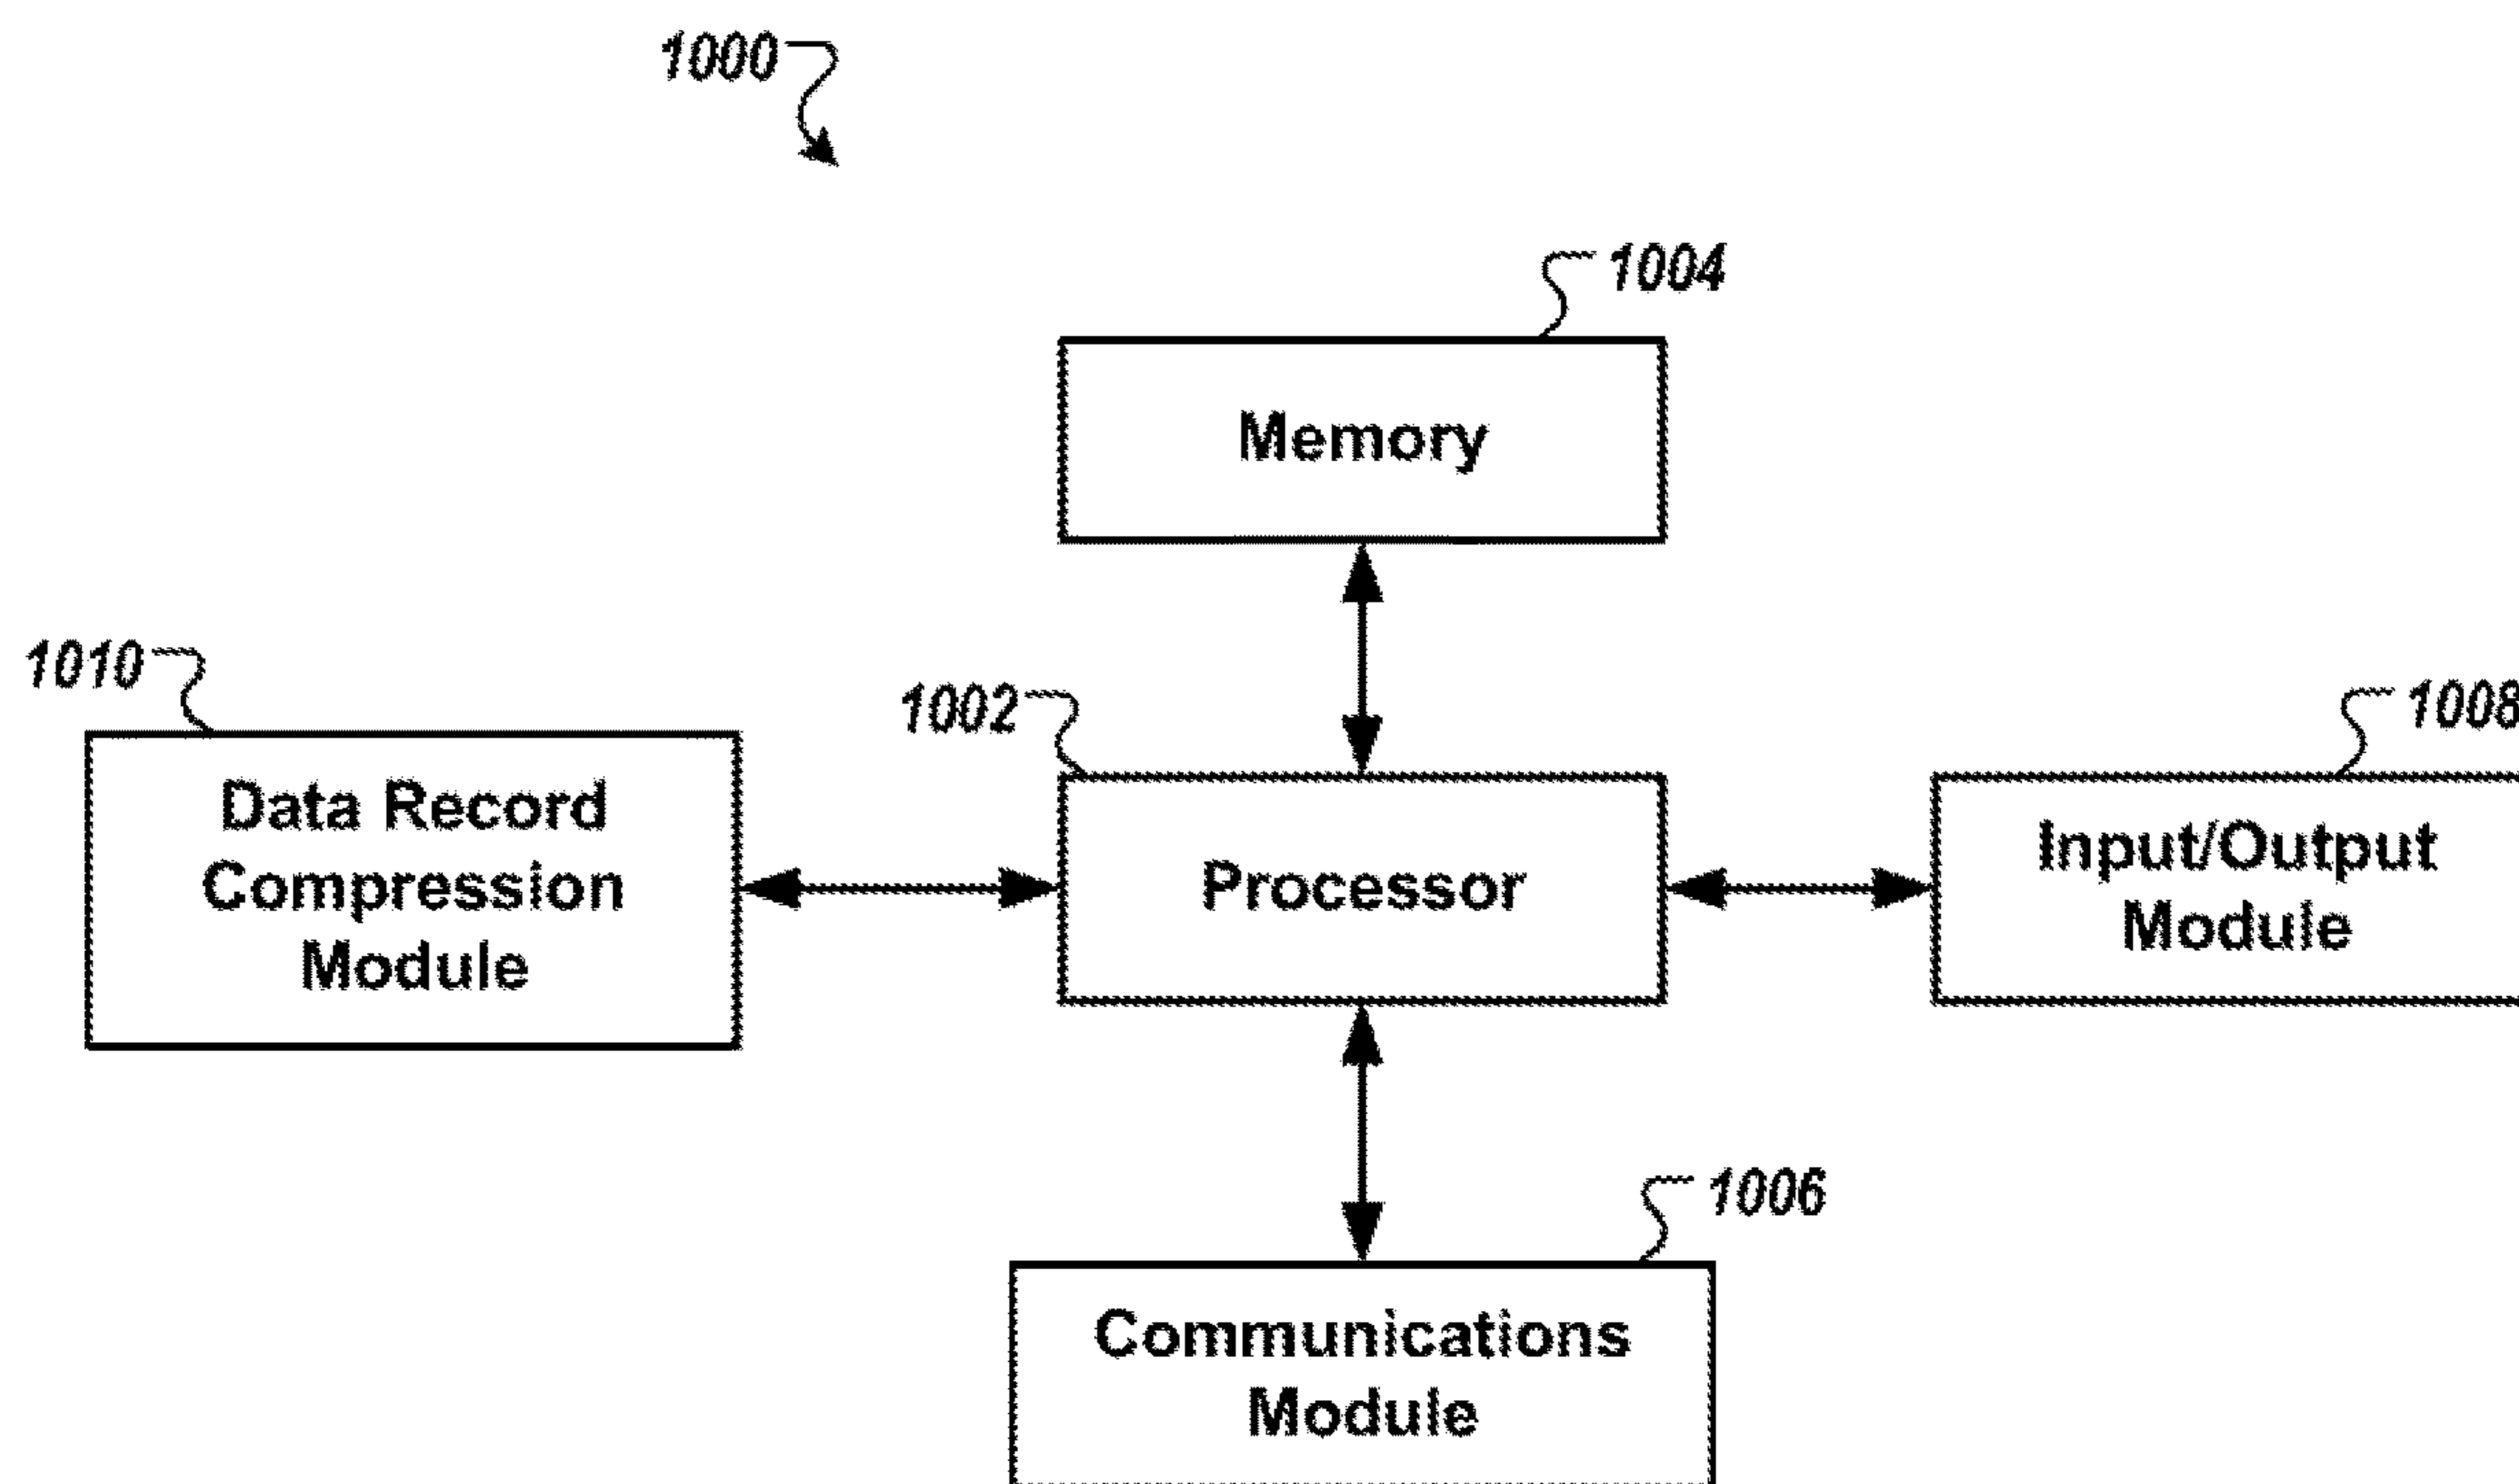 1000
1004
Memory
1010
1002
1008
Data Record
Compression
Module
Processor
Input/Output
Module
1006
Communications
Module